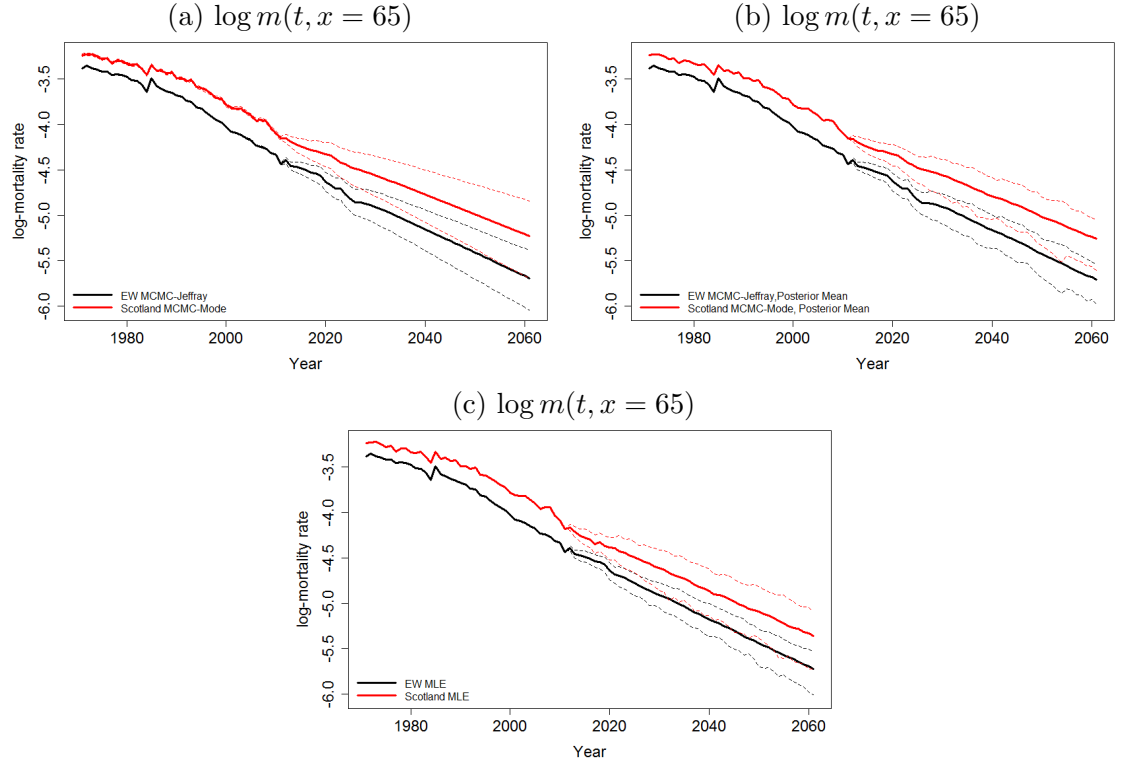 (a) log m(t, x = 65)
log-mortality rate
-3.5
-4.0
-4.5
-5.0
-5.5
-6.0
EW MCMC-Jeffray
Scotland MCMC-Mode
1980 2000 2020 2040 2060
Year
(b) log m(t, x = 65)
log-mortality rate
-3.5
-4.0
-4.5
-5.0
-5.5
-6.0
EW MCMC-Jeffray,Posterior Mean
Scotland MCMC-Mode, Posterior Mean
1980 2000 2020 2040 2060
Year
(c) log m(t, x = 65)
log-mortality rate
-3.5
-4.0
-4.5
-5.0
-5.5
-6.0
EW MLE
Scotland MLE
1980 2000 2020 2040 2060
Year